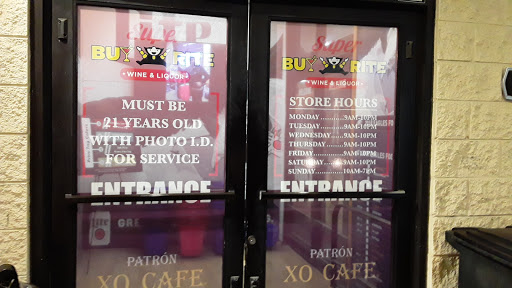 Super
BUY RITE
• WINE & LIQUOR •
MUST BE
21 YEARS OLD
WITH PHOTO I.D.
FOR SERVICE
ENTRANCE
PATRÓN
XO CAFE
Super
BUY RITE
• WINE & LIQUOR •
STORE HOURS
MONDAY............9AM-10PM
TUESDAY...........9AM-10PM
WEDNESDAY......9AM-10PM
THURSDAY........9AM-10PM
FRIDAY..............9AM-10PM
SATURDAY........9AM-10PM
SUNDAY............10AM-7PM
ENTRANCE
PATRÓN
XO CAFE